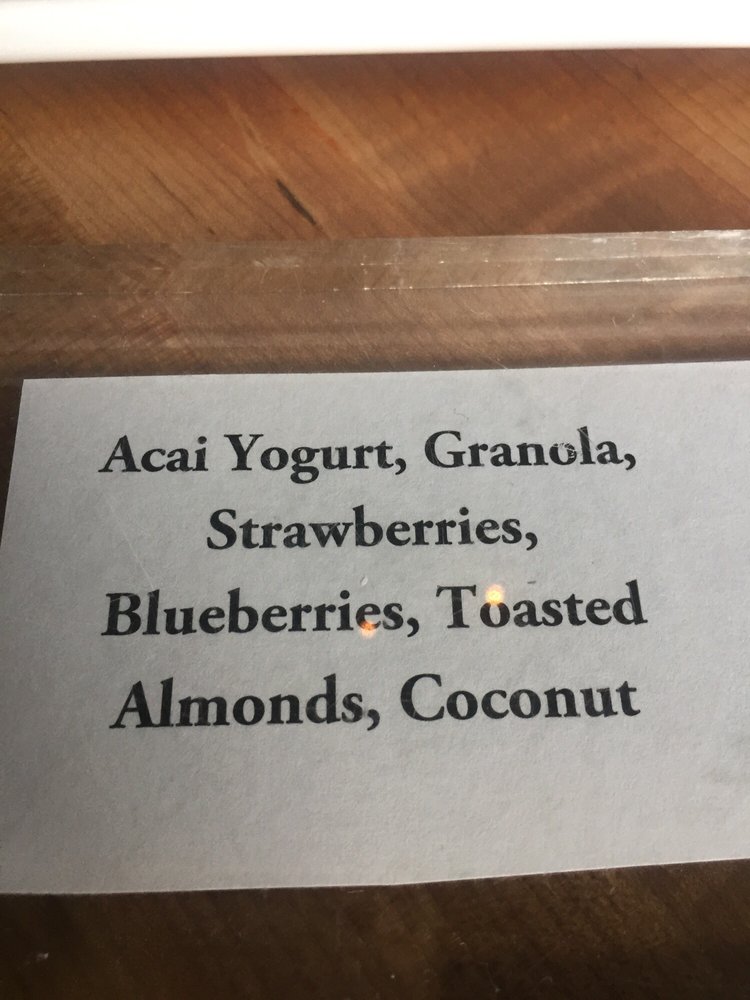 Acai Yogurt, Granola,
Strawberries,
Blueberries, Toasted
Almonds, Coconut